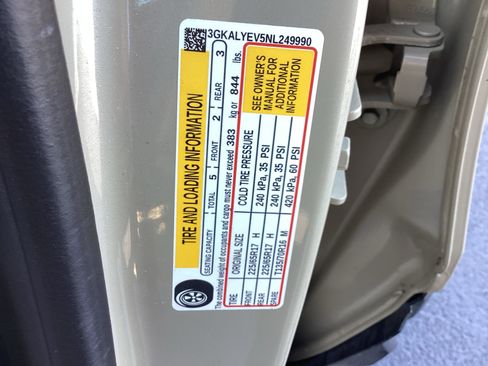 3GKALYEV5NL249990
TIRE AND LOADING INFORMATION
SEATING CAPACITY TOTAL 5 FRONT 2 REAR 3
The combined weight of occupants and cargo must never exceed 383 kg or 844 lbs.
TIRE ORIGINAL SIZE COLD TIRE PRESSURE
FRONT 225/65R17 H 240 kPa, 35 PSI
REAR 225/65R17 H 240 kPa, 35 PSI
SPARE T135/70R16 M 420 kPa, 60 PSI
SEE OWNER'S
MANUAL FOR
ADDITIONAL
INFORMATION